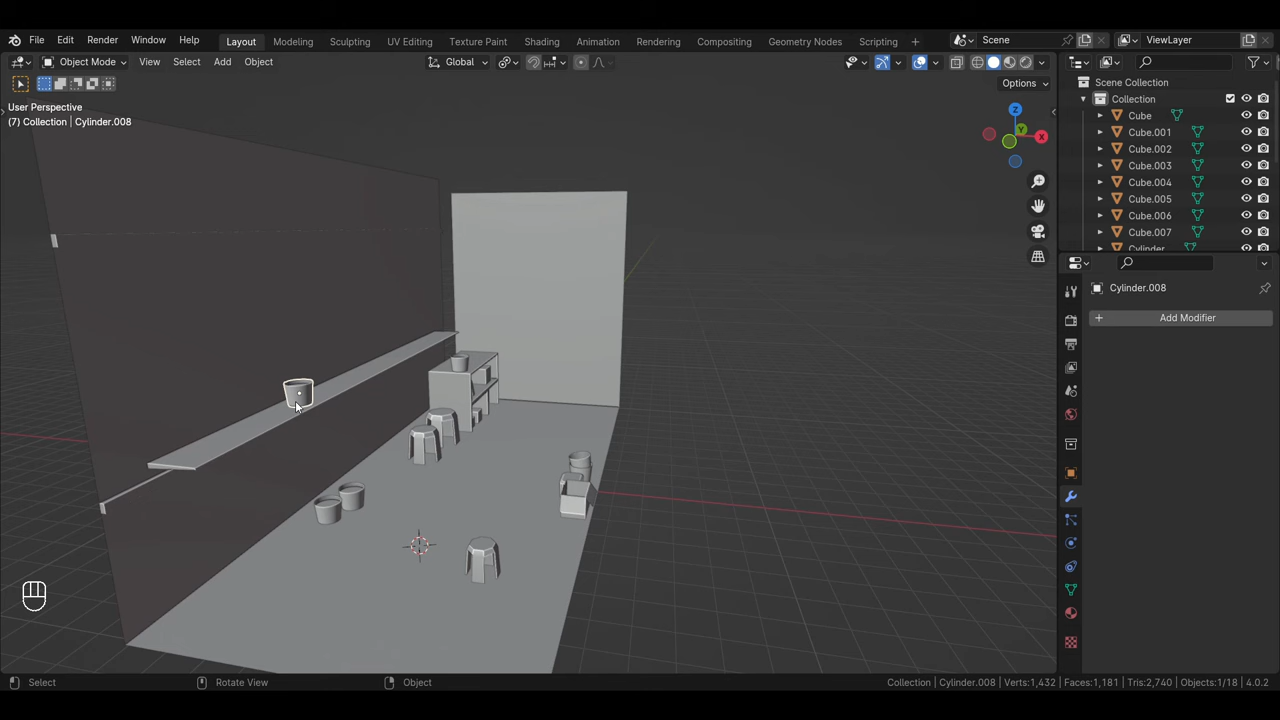 File Edit Render Window Help Layout Modeling Sculpting UV Editing Texture Paint Shading Animation Rendering Compositing Geometry Nodes Scripting + Scene ViewLayer
Object Mode View Select Add Object Global
Options
User Perspective
(7) Collection | Cylinder.008
Z
Y
X
Scene Collection
Collection
Cube
Cube.001
Cube.002
Cube.003
Cube.004
Cube.005
Cube.006
Cube.007
Cylinder
Cylinder.008
+ Add Modifier
Select Rotate View Object Collection | Cylinder.008 | Verts:1,432 | Faces:1,181 | Tris:2,740 | Objects:1/18 | 4.0.2